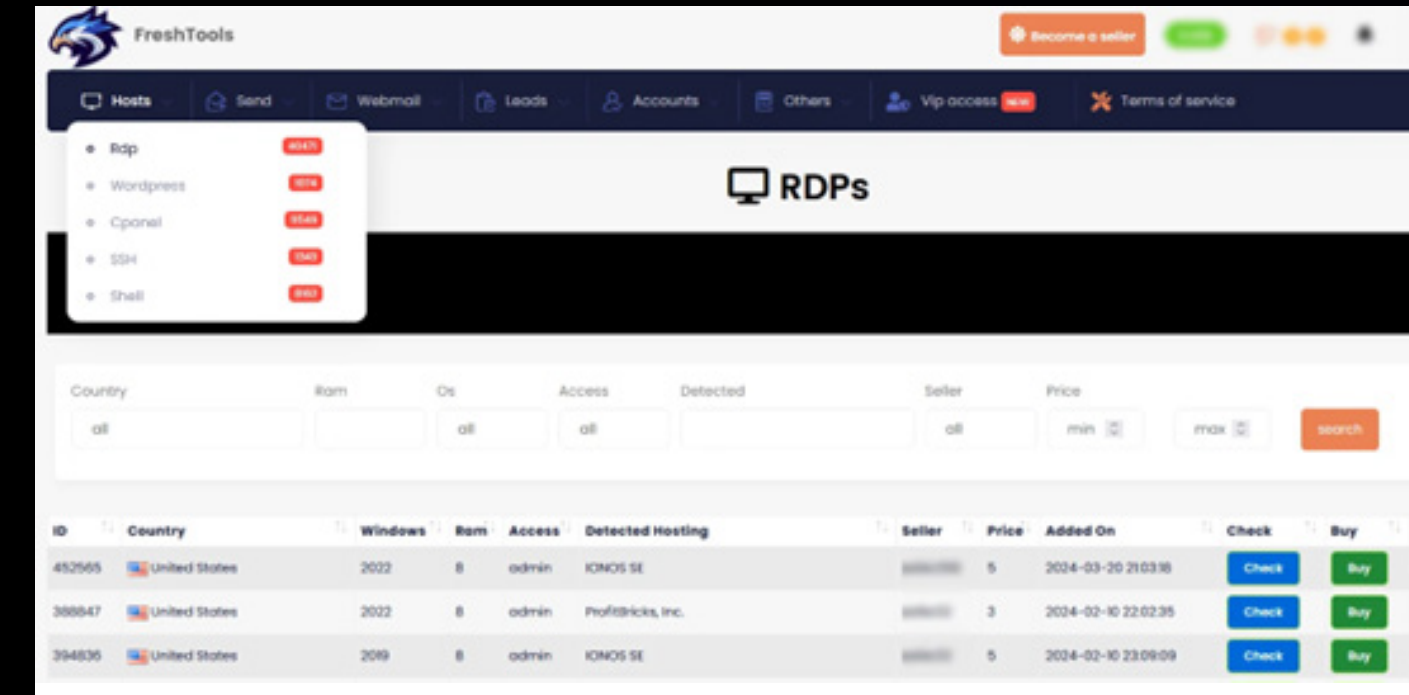 FreshTools
Become a seller
Hosts Send Webmail Leads Accounts Others Vip access NEW Terms of service
Rdp 40471
Wordpress
Cpanel
SSH
Shell
RDPs
Country Ram Os Access Detected Seller Price
all all all all min max search
ID Country Windows Ram Access Detected Hosting Seller Price Added On Check Buy
452565 United States 2022 8 admin IONOS SE 5 2024-03-20 21:03:18 Check Buy
388847 United States 2022 8 admin ProfitBricks, Inc. 3 2024-02-10 22:02:35 Check Buy
394836 United States 2019 8 admin IONOS SE 5 2024-02-10 23:09:09 Check Buy